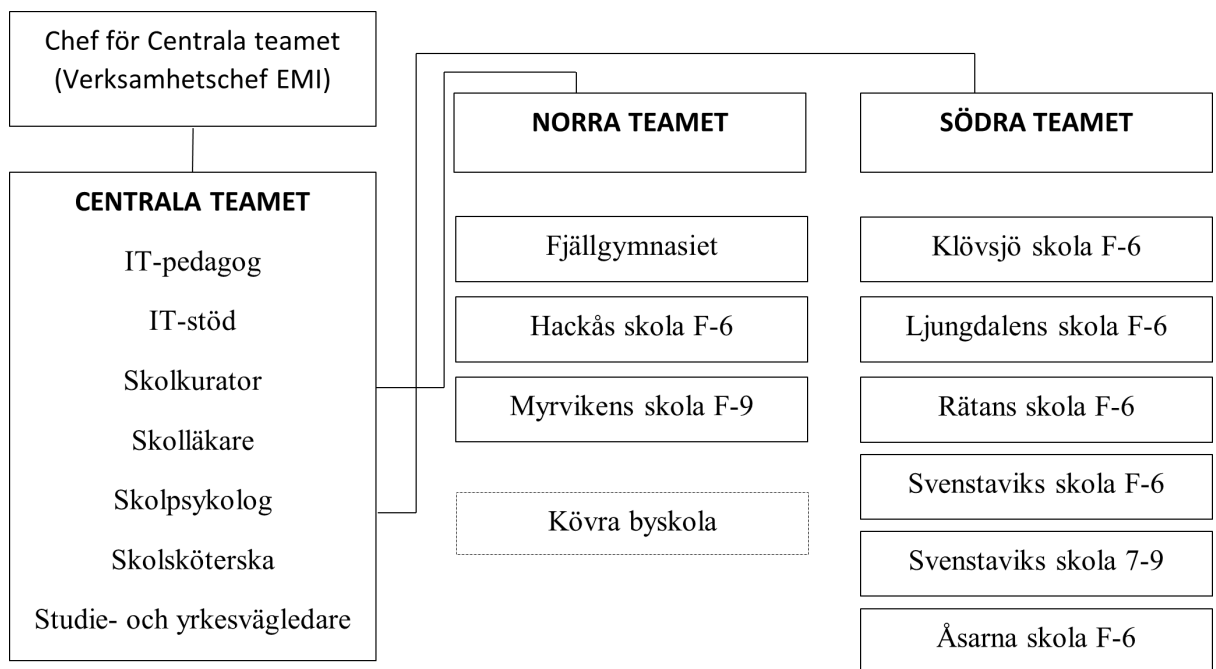 Chef för Centrala teamet
(Verksamhetschef EMI)
CENTRALA TEAMET
IT-pedagog
IT-stöd
Skolkurator
Skolläkare
Skolpsykolog
Skolsköterska
Studie- och yrkesvägledare
NORRA TEAMET
Fjällgymnasiet
Hackås skola F-6
Myrvikens skola F-9
Kövra byskola
SÖDRA TEAMET
Klövsjö skola F-6
Ljungdalens skola F-6
Rätans skola F-6
Svenstaviks skola F-6
Svenstaviks skola 7-9
Åsarna skola F-6